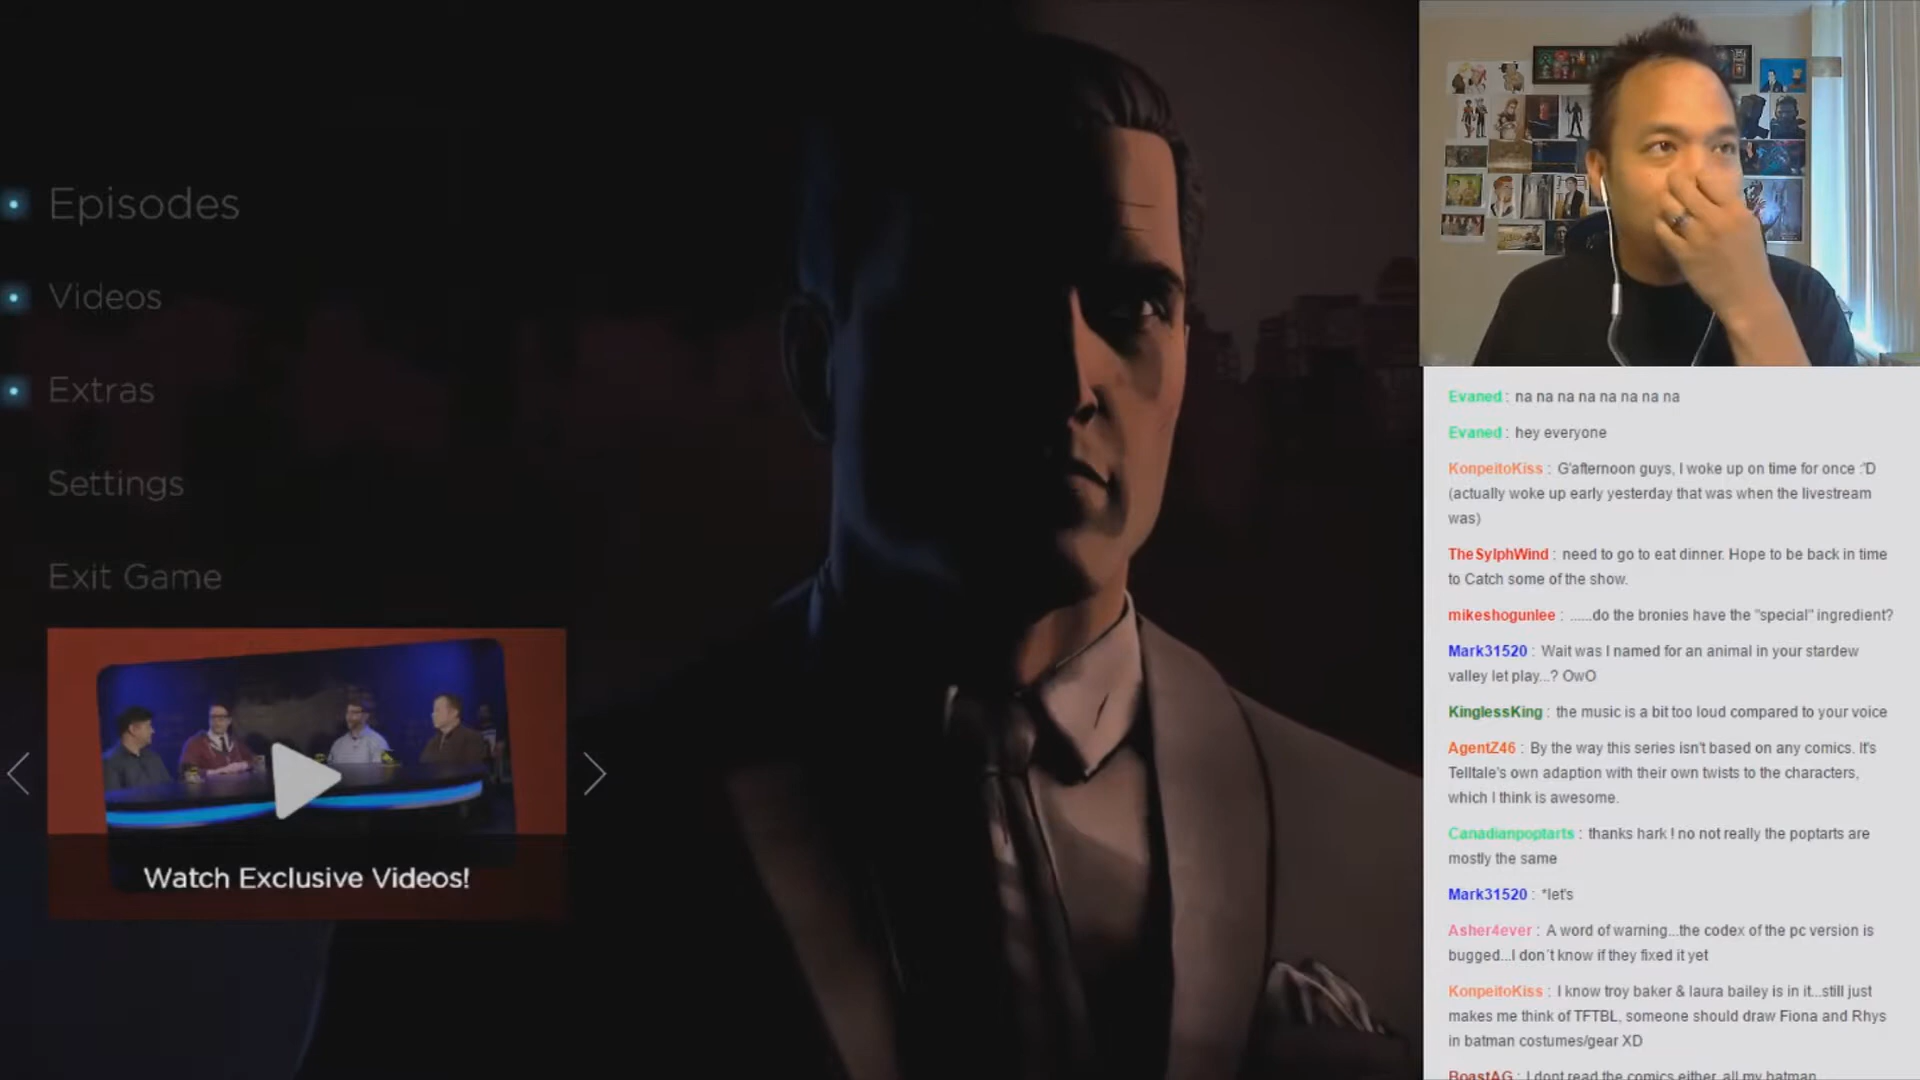 Episodes
Videos
Extras
Settings
Exit Game
Watch Exclusive Videos!
Evaned : na na na na na na na na
Evaned : hey everyone
KonpeitoKiss : G'afternoon guys, I woke up on time for once :'D
(actually woke up early yesterday that was when the livestream
was)
TheSylphWind : need to go to eat dinner. Hope to be back in time
to Catch some of the show.
mikeshogunlee : ......do the bronies have the "special" ingredient?
Mark31520 : Wait was I named for an animal in your stardew
valley let play...? OwO
KinglessKing : the music is a bit too loud compared to your voice
AgentZ46 : By the way this series isn't based on any comics. It's
Telltale's own adaption with their own twists to the characters,
which I think is awesome.
Canadianpoptarts : thanks hark ! no not really the poptarts are
mostly the same
Mark31520 : *let's
Asher4ever : A word of warning...the codex of the pc version is
bugged...I don´t know if they fixed it yet
KonpeitoKiss : I know troy baker & laura bailey is in it...still just
makes me think of TFTBL, someone should draw Fiona and Rhys
in batman costumes/gear XD
BoastAG : I dont read the comics either, all my batman